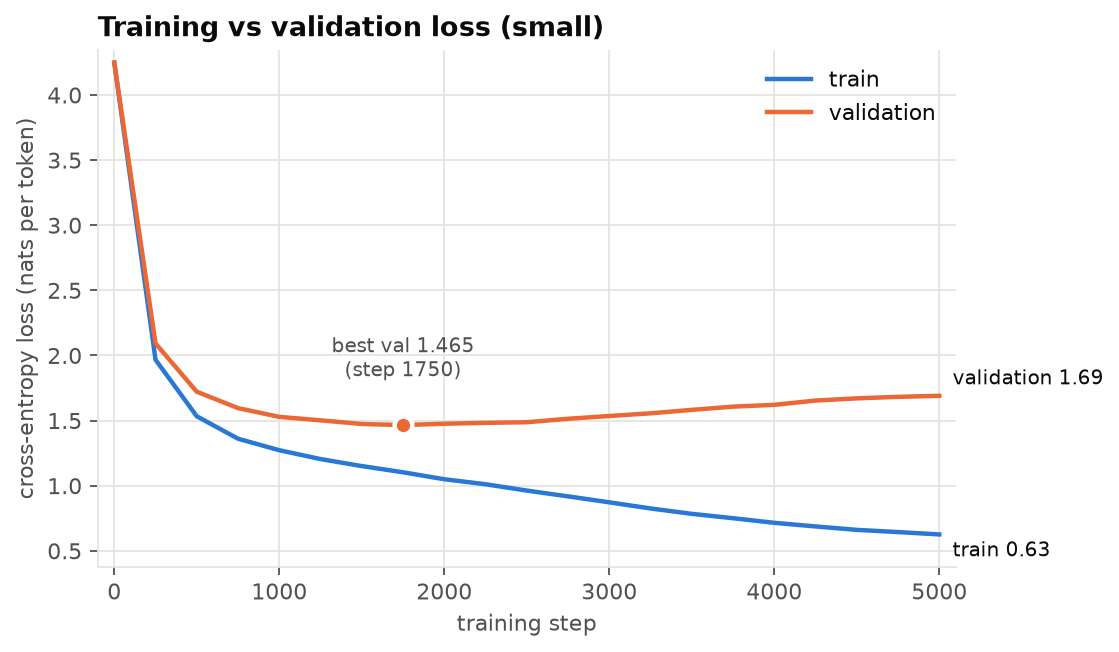 Training vs validation loss (small)
train
validation
cross-entropy loss (nats per token)
4.0
3.5
3.0
2.5
2.0
1.5
1.0
0.5
best val 1.465
(step 1750)
validation 1.69
train 0.63
0
1000
2000
3000
4000
5000
training step